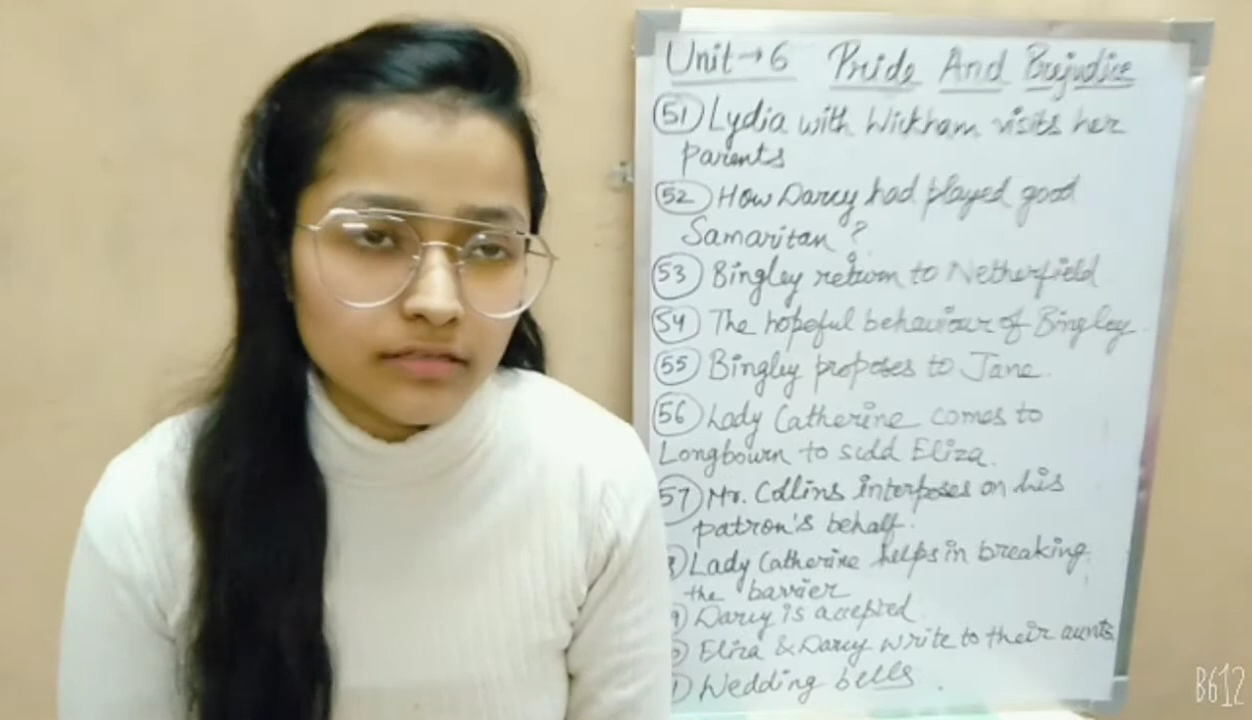 Unit→6 Pride And Prejudice
51 Lydia with Wickham visits her
parents
52 How Darcy had played good
Samaritan?
53 Bingley return to Netherfield
54 The hopeful behaviour of Bingley.
55 Bingley proposes to Jane.
56 Lady Catherine comes to
Longbourn to sidd Eliza.
57 Mr. Collins interposes on his
patron's behalf.
Lady Catherine helps in breaking
the barrier
9 Darcy is accepted.
Eliza & Darcy write to their aunts
1 Wedding bells.
B612